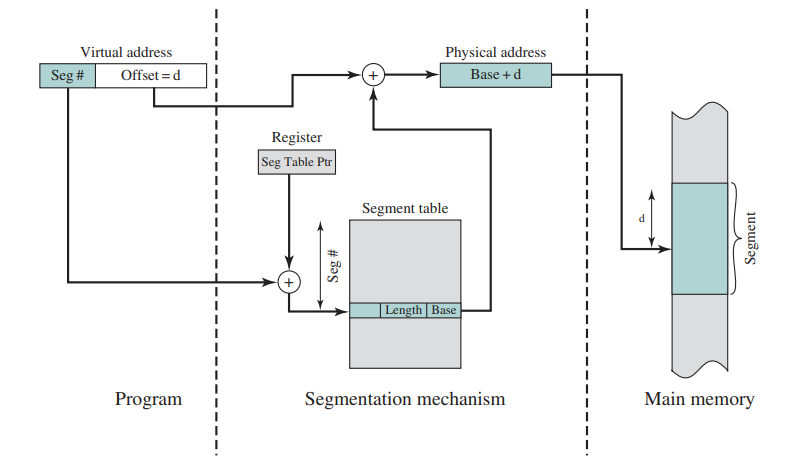 Virtual address
Seg # Offset = d
+
Physical address
Base + d
Register
Seg Table Ptr
Segment table
Seg #
+
Length Base
d
Segment
Program
Segmentation mechanism
Main memory